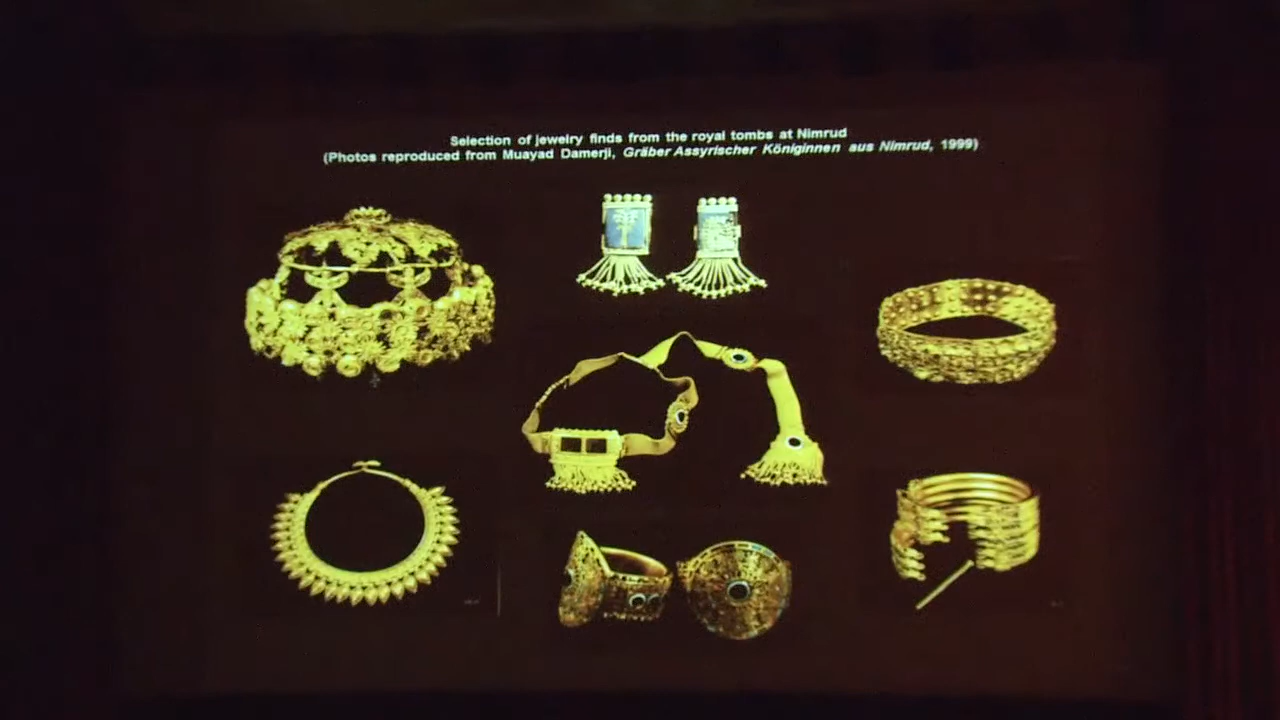 Selection of jewelry finds from the royal tombs at Nimrud
(Photos reproduced from Muayad Damerji, Gräber Assyrischer Königinnen aus Nimrud, 1999)